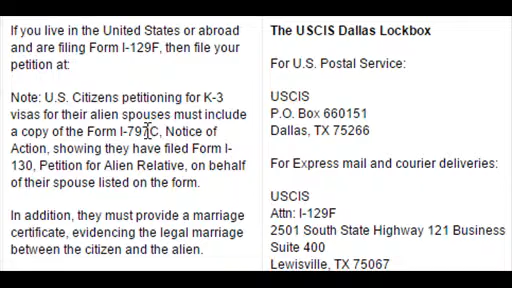 If you live in the United States or abroad
and are filing Form I-129F, then file your
petition at:
Note: U.S. Citizens petitioning for K-3
visas for their alien spouses must include
a copy of the Form I-797C, Notice of
Action, showing they have filed Form I-
130, Petition for Alien Relative, on behalf
of their spouse listed on the form.
In addition, they must provide a marriage
certificate, evidencing the legal marriage
between the citizen and the alien.
The USCIS Dallas Lockbox
For U.S. Postal Service:
USCIS
P.O. Box 660151
Dallas, TX 75266
For Express mail and courier deliveries:
USCIS
Attn: I-129F
2501 South State Highway 121 Business
Suite 400
Lewisville, TX 75067